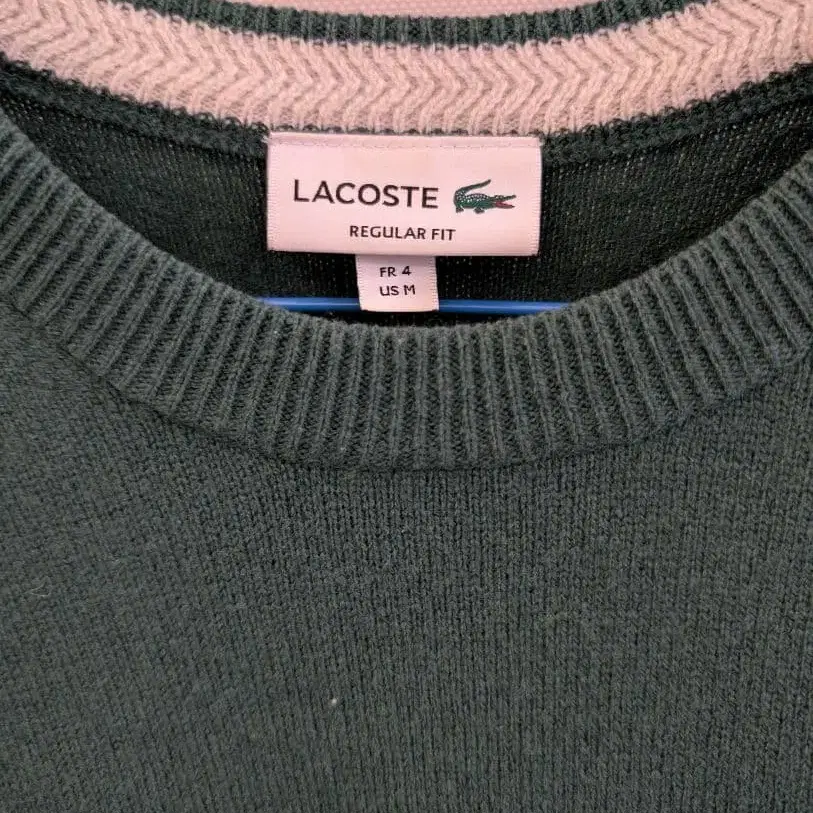 LACOSTE
REGULAR FIT
FR 4
US M